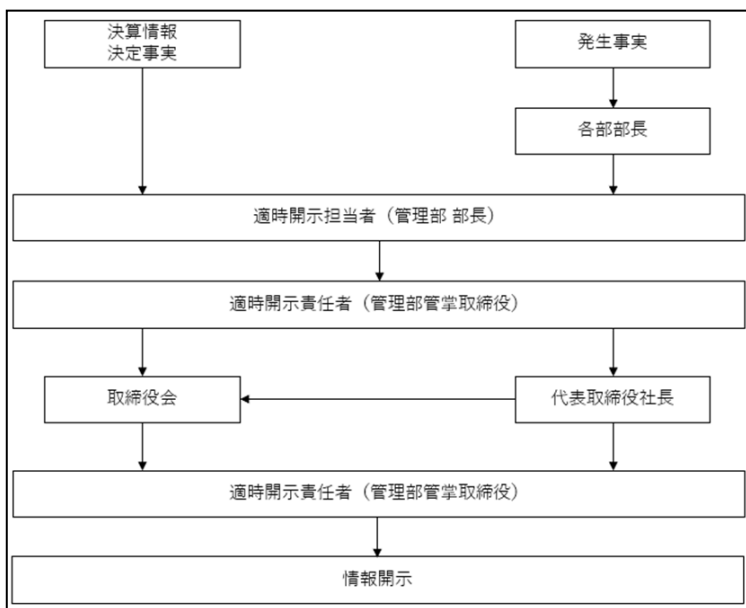 決算情報
決定事実
発生事実
各部部長
適時開示担当者（管理部 部長）
適時開示責任者（管理部管掌取締役）
取締役会
代表取締役社長
適時開示責任者（管理部管掌取締役）
情報開示